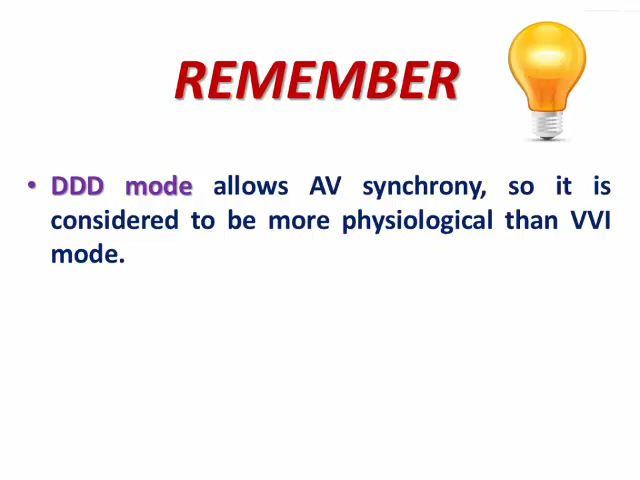 REMEMBER
• DDD mode allows AV synchrony, so it is
considered to be more physiological than VVI
mode.